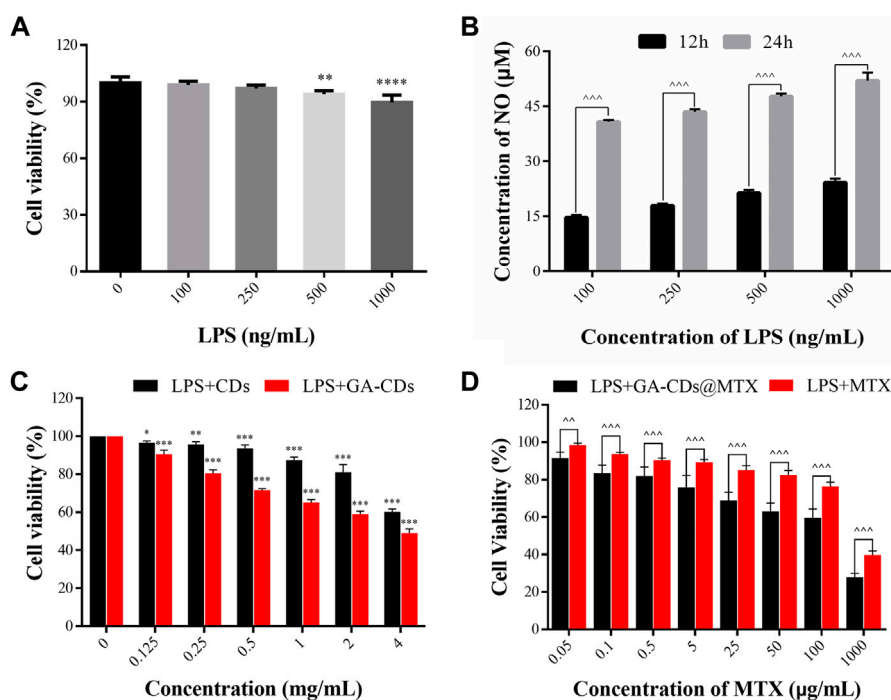 A
Cell viability (%)
120
90
60
30
0
** ****
0 100 250 500 1000
LPS (ng/mL)
B
12h 24h
Concentration of NO (μM)
60
45
30
15
0
^^^ ^^^ ^^^ ^^^
100 250 500 1000
Concentration of LPS (ng/mL)
C
LPS+CDs LPS+GA-CDs
Cell viability (%)
120
100
80
60
40
20
0
* *** ** *** *** *** *** *** *** *** *** ***
0 0.125 0.25 0.5 1 2 4
Concentration (mg/mL)
D
LPS+GA-CDs@MTX LPS+MTX
Cell Viability (%)
120
100
80
60
40
20
0
^^ ^^^ ^^^ ^^^ ^^^ ^^^ ^^^ ^^^
0.05 0.1 0.5 5 25 50 100 1000
Concentration of MTX (μg/mL)